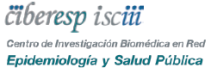 ciberesp isciii
Centro de Investigación Biomédica en Red
Epidemiología y Salud Pública